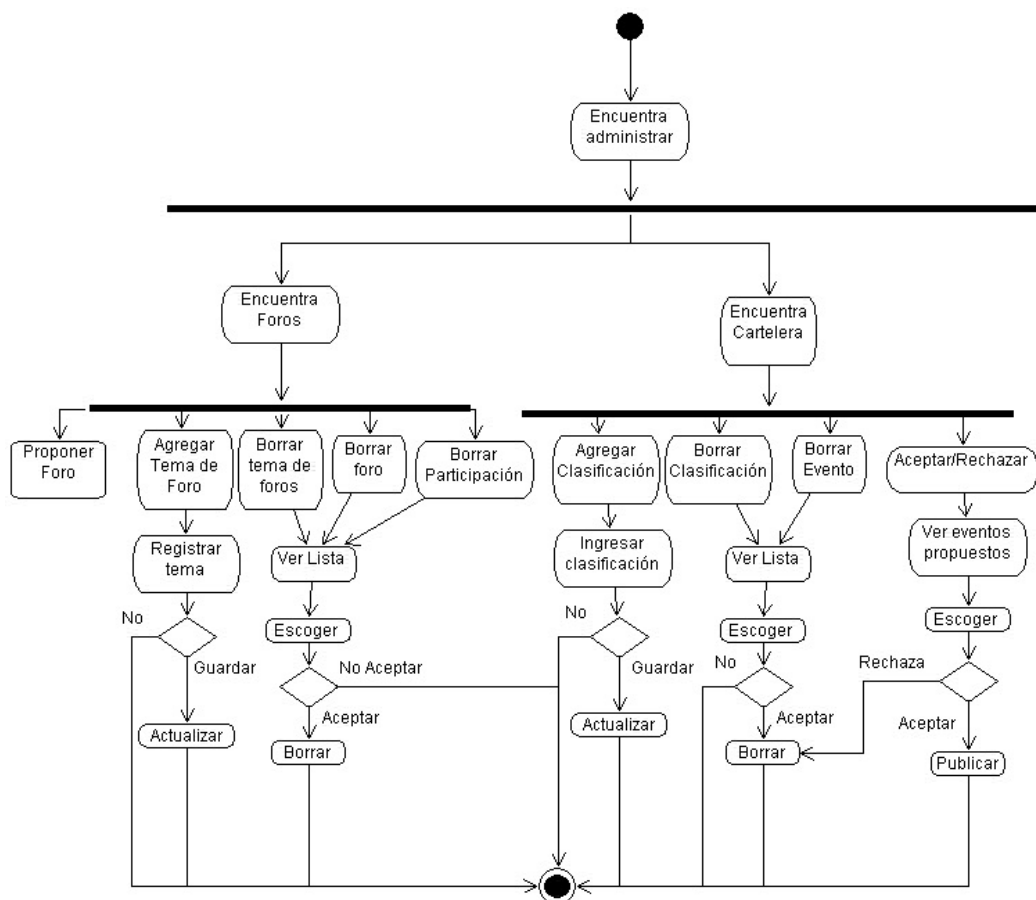 Encuentra
administrar
Encuentra
Foros
Encuentra
Cartelera
Proponer
Foro
Agregar
Tema de
Foro
Borrar
tema de
foros
Borrar
foro
Borrar
Participación
Agregar
Clasificación
Borrar
Clasificación
Borrar
Evento
Aceptar/Rechazar
Registrar
tema
Ver Lista
Ingresar
clasificación
Ver Lista
Ver eventos
propuestos
No
Escoger
No
Escoger
Escoger
Guardar
No Aceptar
Guardar
No
Rechaza
Aceptar
Aceptar
Aceptar
Actualizar
Borrar
Actualizar
Borrar
Publicar